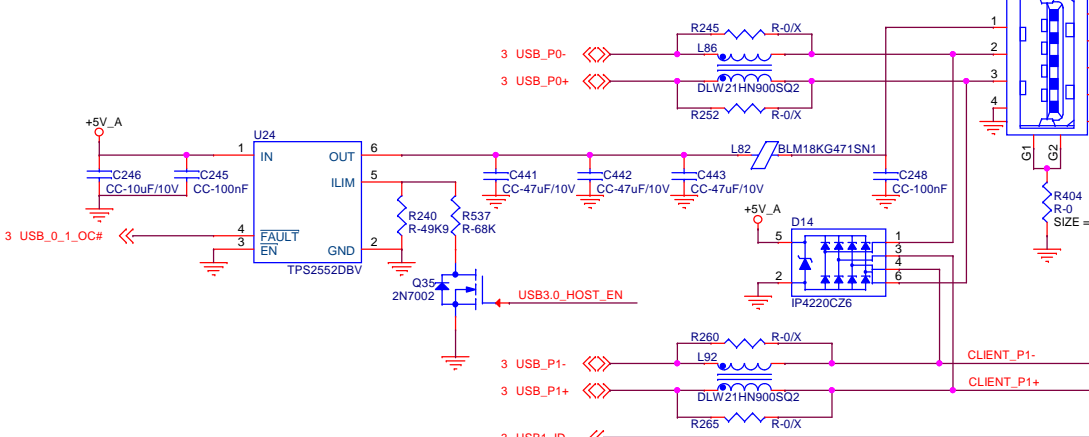 R245 R-0/X
L86
3 USB_P0-
3 USB_P0+
DLW21HN900SQ2
R252 R-0/X
1
2
3
4
G1
G2
R404
R-0
SIZE =
+5V_A
U24
1 IN
OUT 6
ILIM 5
4 FAULT
3 EN
GND 2
TPS2552DBV
C246
CC-10uF/10V
C245
CC-100nF
3 USB_0_1_OC#
R240
R-49K9
R537
R-68K
Q35
2N7002
USB3.0_HOST_EN
C441
CC-47uF/10V
C442
CC-47uF/10V
C443
CC-47uF/10V
L82 BLM18KG471SN1
C248
CC-100nF
+5V_A
D14
5
2
1
3
4
6
IP4220CZ6
R260 R-0/X
L92
3 USB_P1-
3 USB_P1+
DLW21HN900SQ2
R265 R-0/X
CLIENT_P1-
CLIENT_P1+